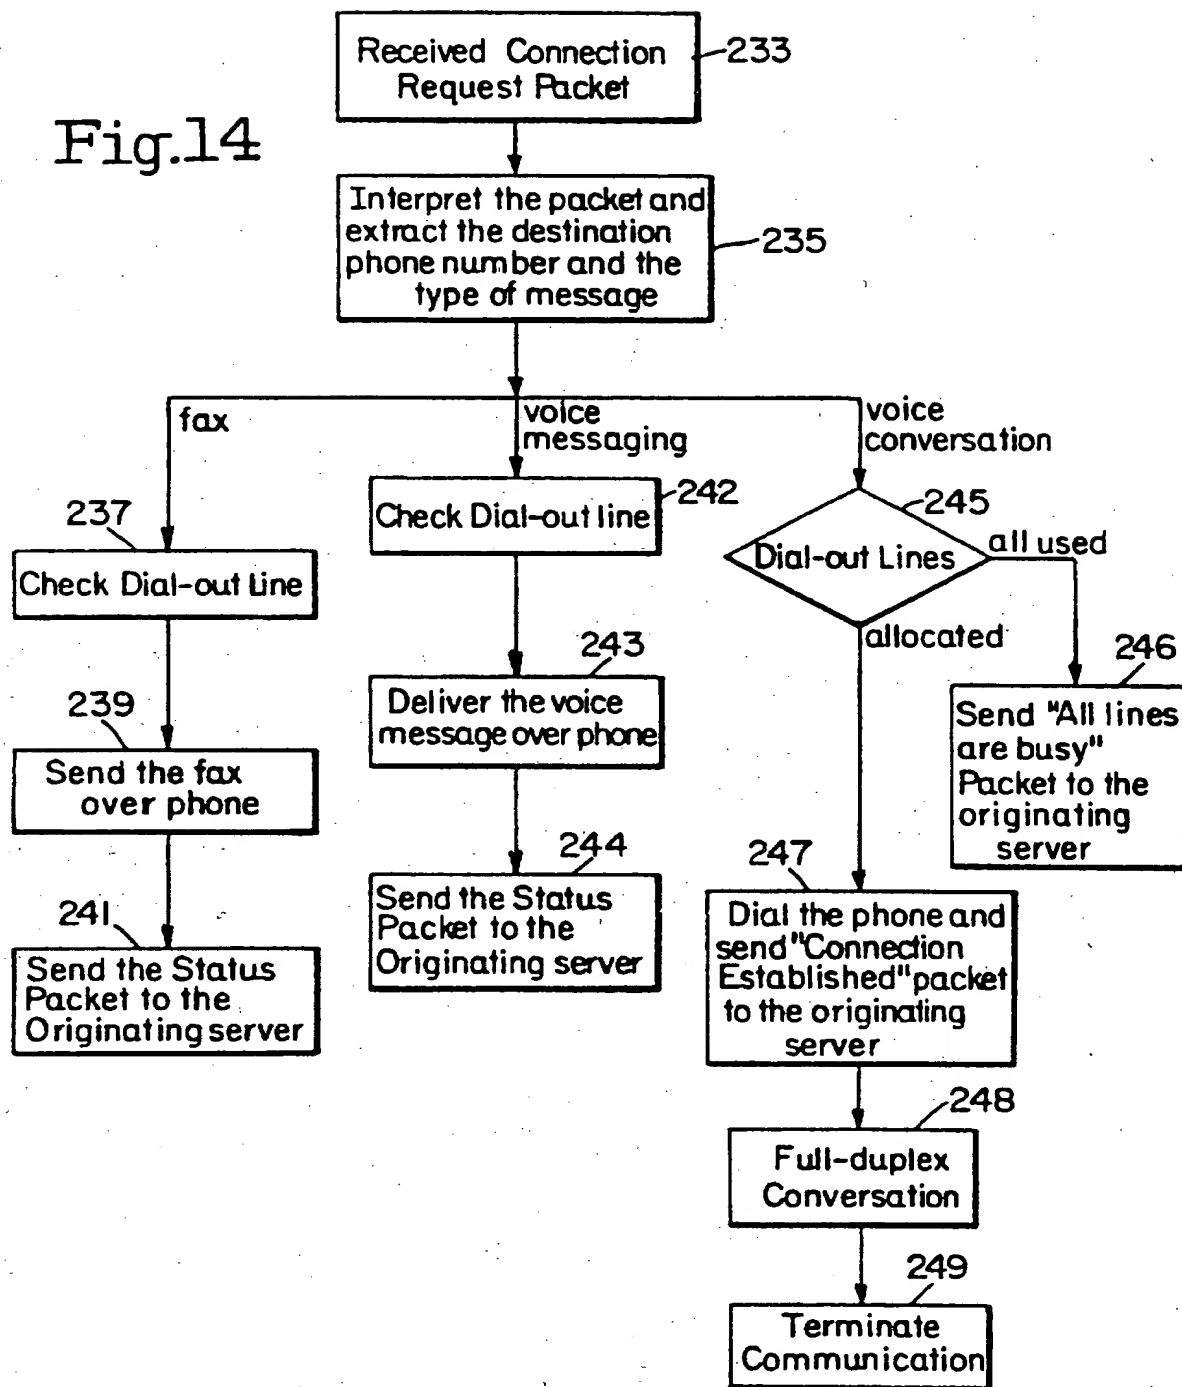 Fig.14
Received Connection
Request Packet
233
Interpret the packet and
extract the destination
phone number and the
type of message
235
fax
voice
messaging
voice
conversation
237
Check Dial-out Line
Check Dial-out line
242
245
Dial-out Lines
all used
allocated
239
Send the fax
over phone
243
Deliver the voice
message over phone
246
Send "All lines
are busy"
Packet to the
originating
server
241
Send the Status
Packet to the
Originating server
244
Send the Status
Packet to the
Originating server
247
Dial the phone and
send "Connection
Established" packet
to the originating
server
248
Full-duplex
Conversation
249
Terminate
Communication